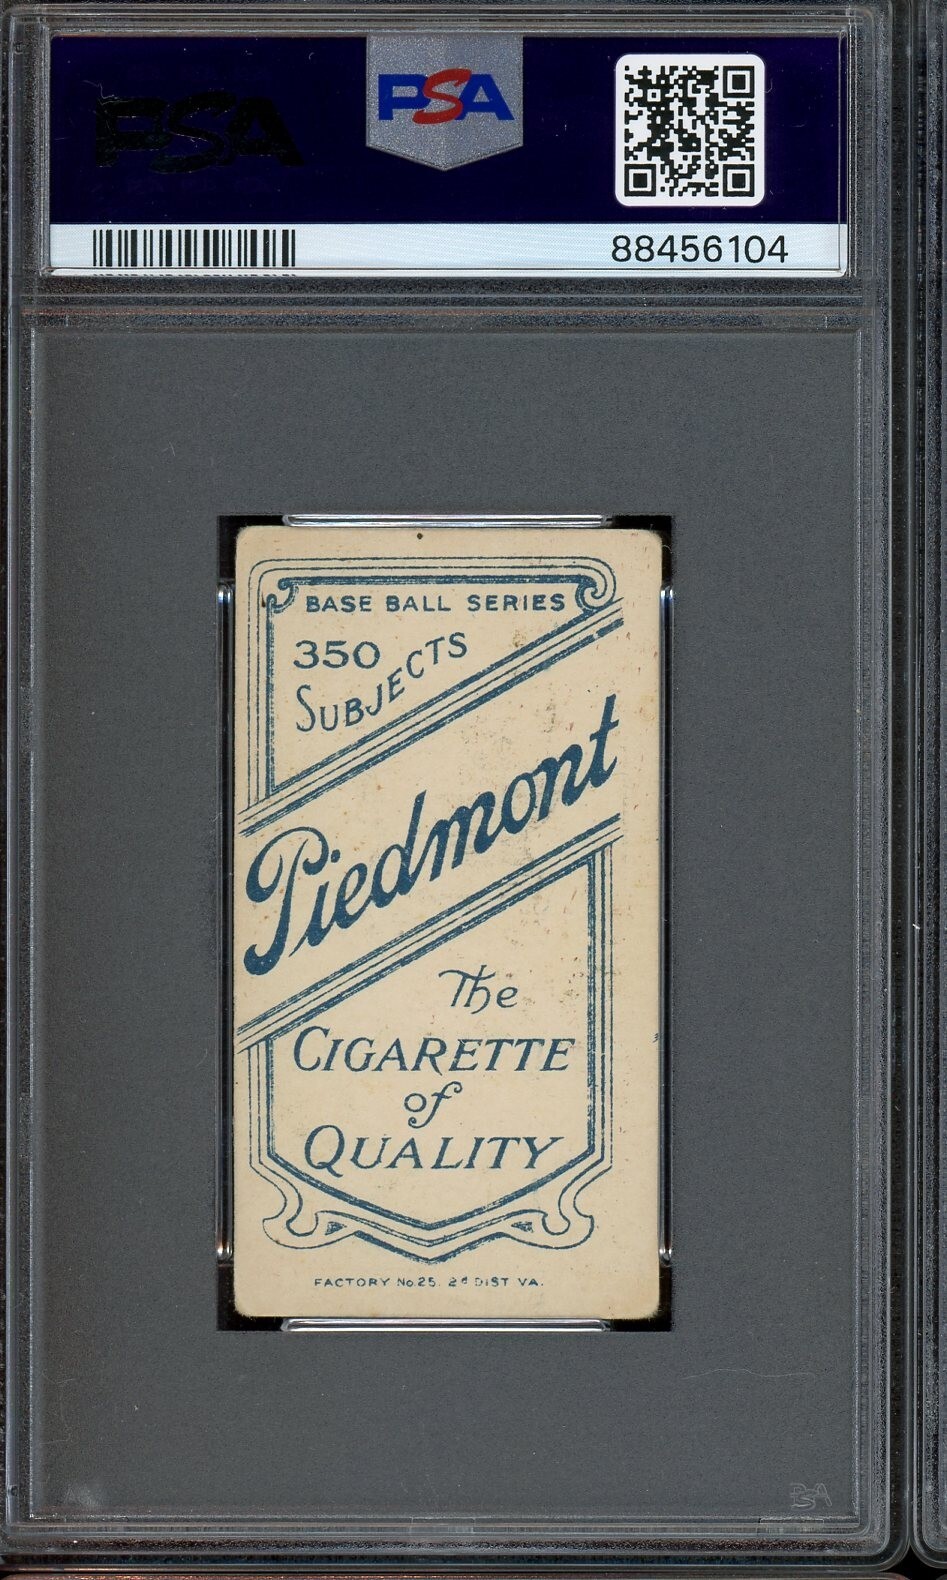 PSA
PSA
88456104
BASE BALL SERIES
350
SUBJECTS
Piedmont
The
CIGARETTE
of
QUALITY
FACTORY No. 25. 2d DIST VA.
PSA